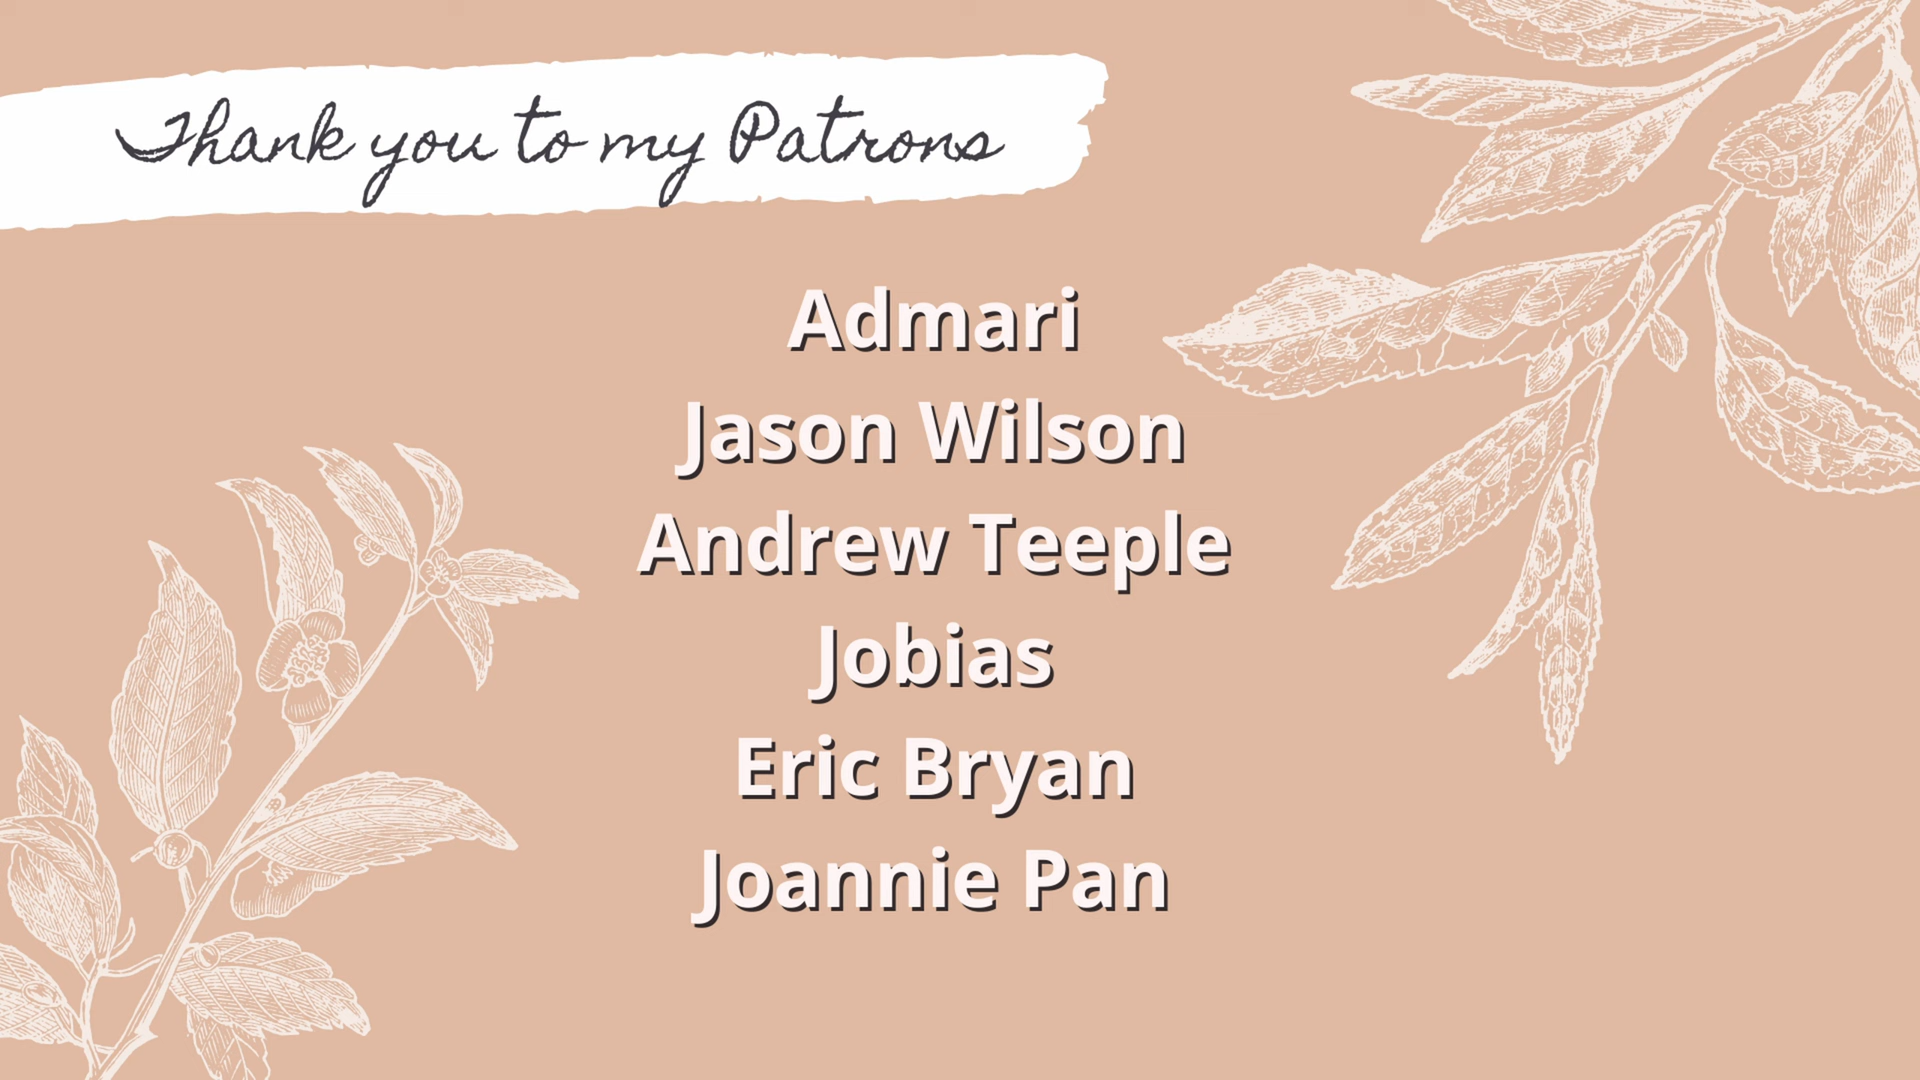 Thank you to my Patrons
Admari
Jason Wilson
Andrew Teeple
Jobias
Eric Bryan
Joannie Pan